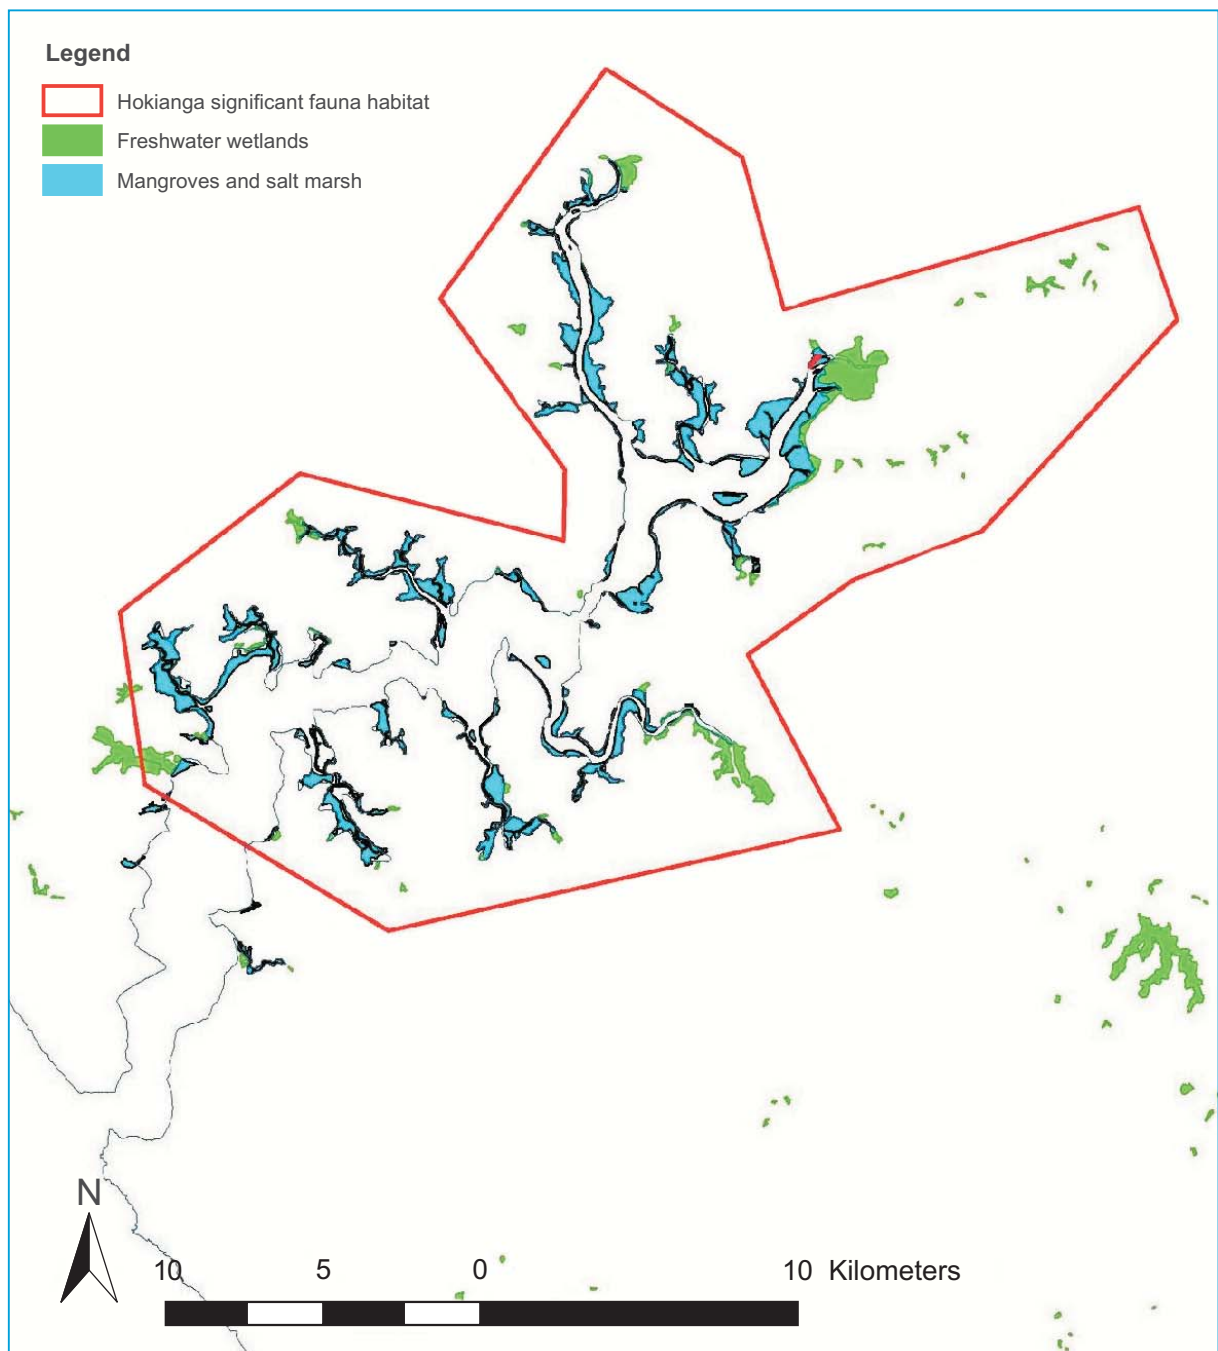 Legend
Hokianga significant fauna habitat
Freshwater wetlands
Mangroves and salt marsh
N
10 5 0 10 Kilometers